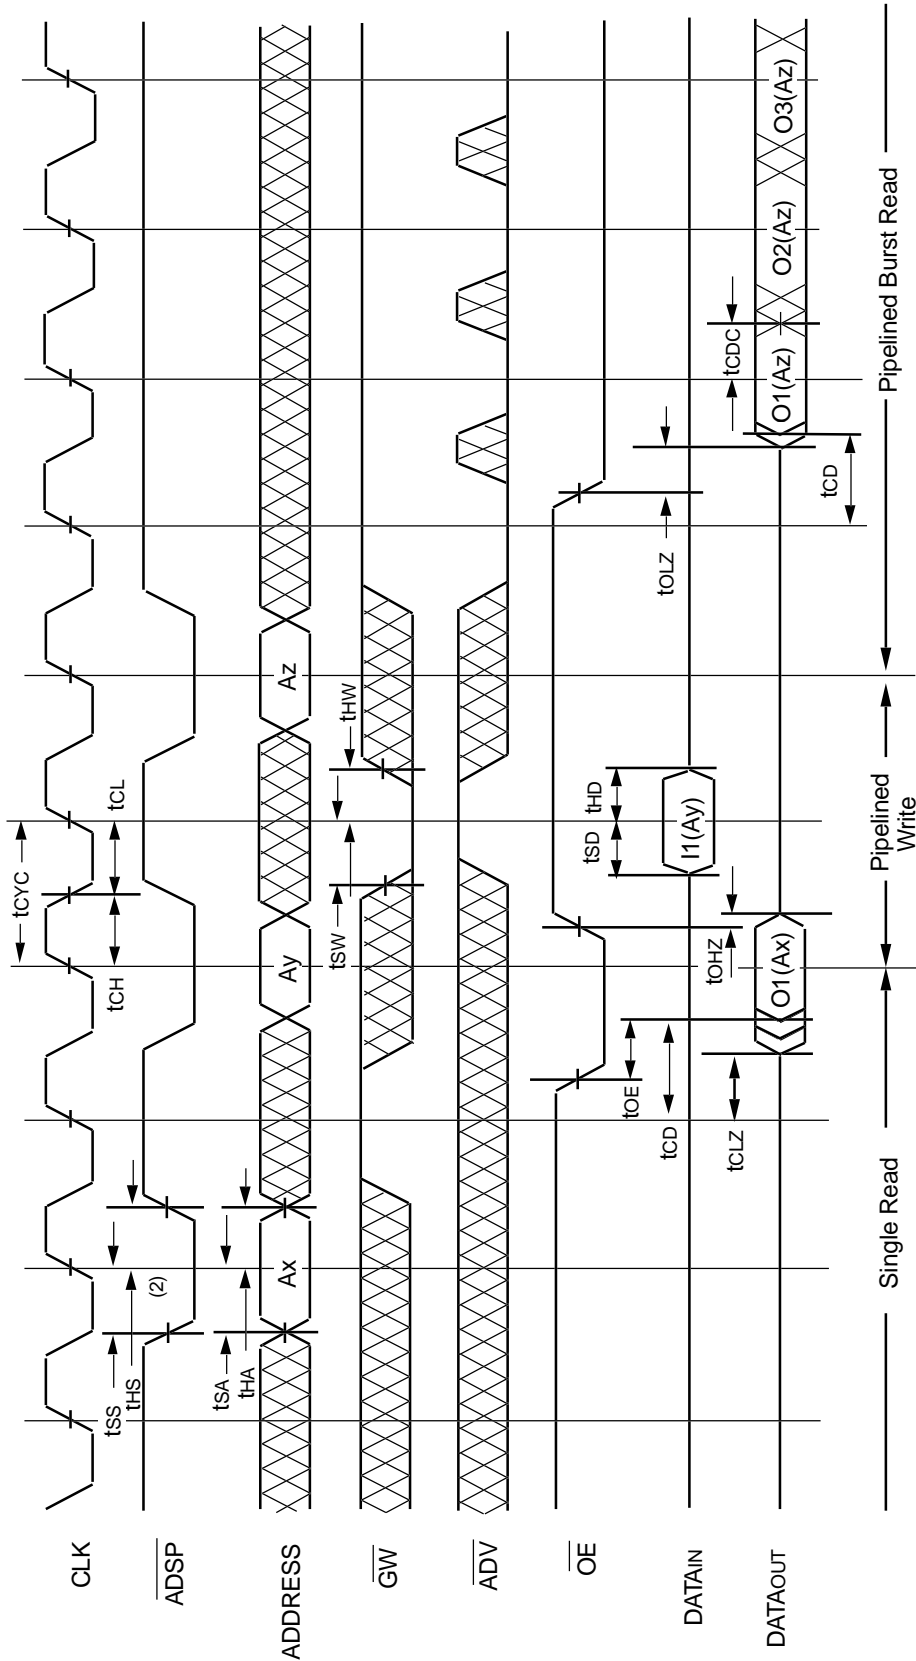 tCYC
CLK
tCH
tCL
tSS
tHS
(2)
ADSP
tSA
tHA
ADDRESS
Ax
Ay
Az
GW
tSW
tHW
ADV
OE
tOE
tOHZ
tOLZ
DATAIN
tSD
tHD
I1(Ay)
tCD
tCLZ
tCDC
tCD
DATAOUT
O1(Ax)
O1(Az)
O2(Az)
O3(Az)
Single Read
Pipelined
Write
Pipelined Burst Read